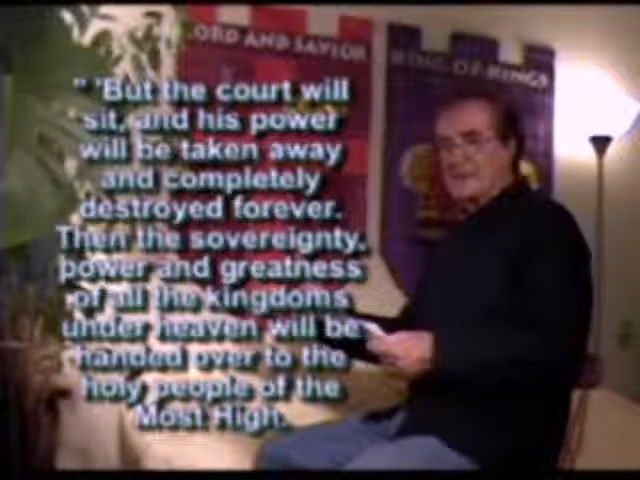 LORD AND SAVIOR
KING OF KINGS
" 'But the court will
sit, and his power
will be taken away
and completely
destroyed forever.
Then the sovereignty,
power and greatness
of all the kingdoms
under heaven will be
handed over to the
holy people of the
Most High.